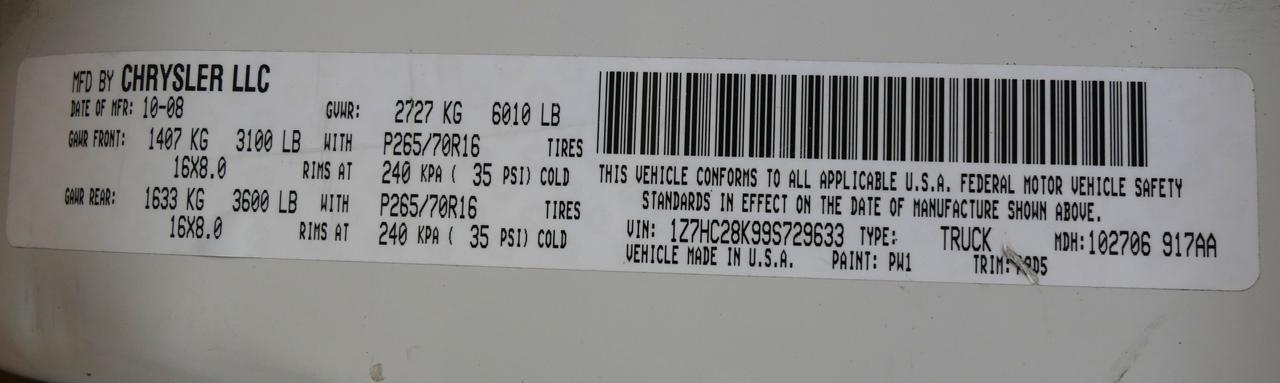 MFD BY CHRYSLER LLC
DATE OF MFR: 10-08 GVWR: 2727 KG 6010 LB
GAWR FRONT: 1407 KG 3100 LB WITH P265/70R16 TIRES
16X8.0 RIMS AT 240 KPA ( 35 PSI) COLD
GAWR REAR: 1633 KG 3600 LB WITH P265/70R16 TIRES
16X8.0 RIMS AT 240 KPA ( 35 PSI) COLD
THIS VEHICLE CONFORMS TO ALL APPLICABLE U.S.A. FEDERAL MOTOR VEHICLE SAFETY
STANDARDS IN EFFECT ON THE DATE OF MANUFACTURE SHOWN ABOVE.
VIN: 1Z7HC28K99S729633 TYPE: TRUCK MDH: 102706 917AA
VEHICLE MADE IN U.S.A. PAINT: PW1 TRIM: